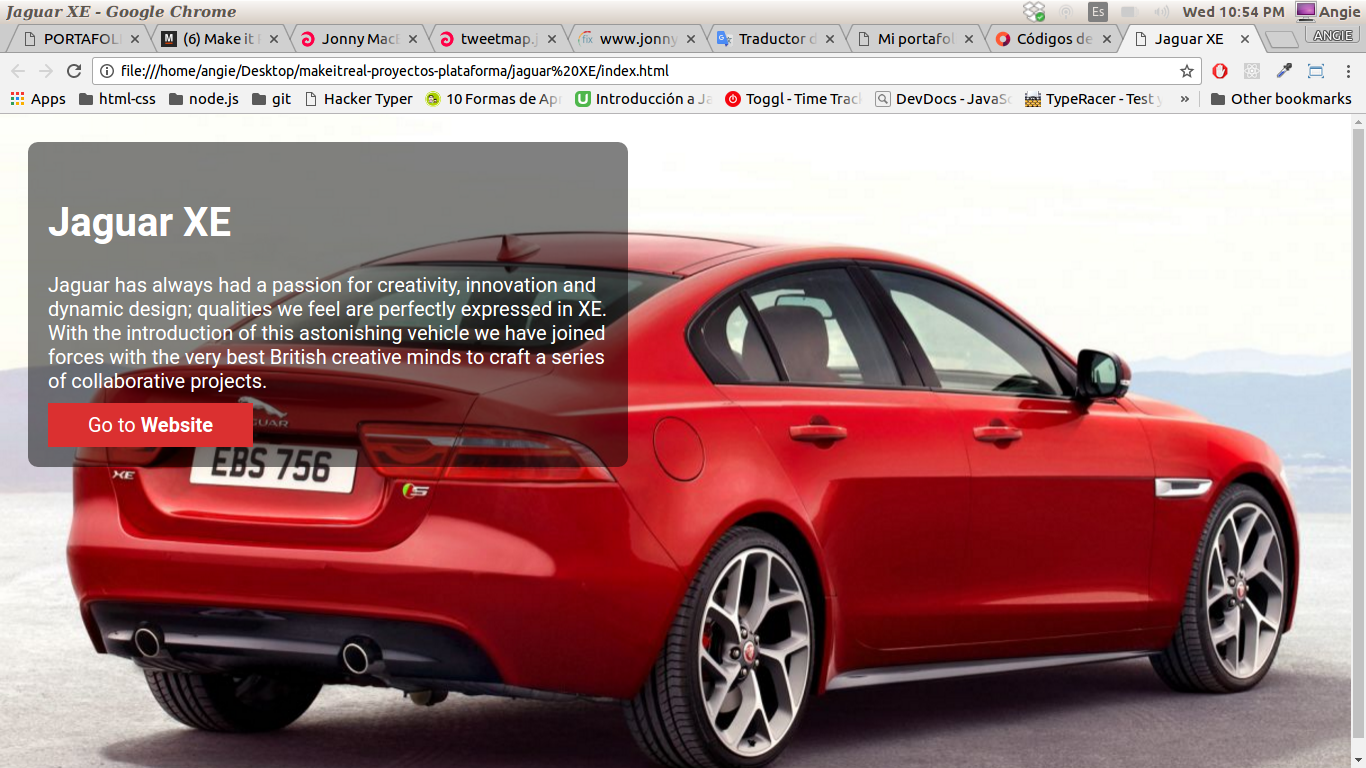 Jaguar XE - Google Chrome
Es
Wed 10:54 PM
Angie
PORTAFOL
M (6) Make it
Jonny Mac
tweetmap.j
fix www.jonny
Traductor d
Mi portafol
Códigos de
Jaguar XE
ANGIE
file:///home/angie/Desktop/makeitreal-proyectos-plataforma/jaguar%20XE/index.html
Apps
html-css
node.js
git
Hacker Typer
10 Formas de Apr
Introducción a Ja
Toggl - Time Trac
DevDocs - JavaSc
TypeRacer - Test y
»
Other bookmarks
Jaguar XE
Jaguar has always had a passion for creativity, innovation and
dynamic design; qualities we feel are perfectly expressed in XE.
With the introduction of this astonishing vehicle we have joined
forces with the very best British creative minds to craft a series
of collaborative projects.
Go to Website
GUAR
EBS 756
XE
S